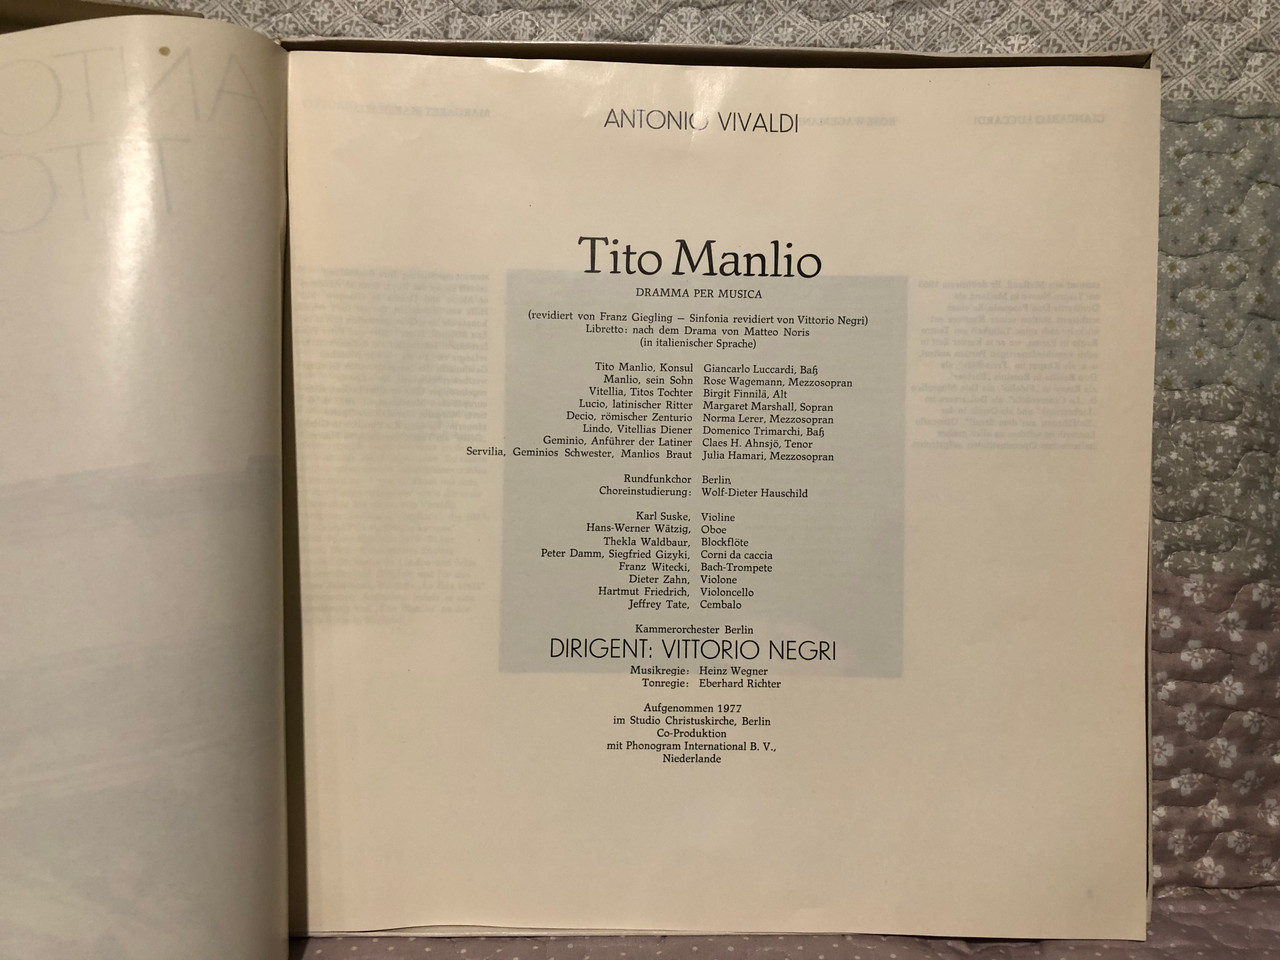 ANTONIO VIVALDI
Tito Manlio
DRAMMA PER MUSICA
(revidiert von Franz Giegling – Sinfonia revidiert von Vittorio Negri)
Libretto: nach dem Drama von Matteo Noris
(in italienischer Sprache)
Tito Manlio, Konsul Giancarlo Luccardi, Baß
Manlio, sein Sohn Rose Wagemann, Mezzosopran
Vitellia, Titos Tochter Birgit Finnilä, Alt
Lucio, latinischer Ritter Margaret Marshall, Sopran
Decio, römischer Zenturio Norma Lerer, Mezzosopran
Lindo, Vitellias Diener Domenico Trimarchi, Baß
Geminio, Anführer der Latiner Claes H. Ahnsjö, Tenor
Servilia, Geminios Schwester, Manlios Braut Julia Hamari, Mezzosopran
Rundfunkchor Berlin
Choreinstudierung: Wolf-Dieter Hauschild
Karl Suske, Violine
Hans-Werner Wätzig, Oboe
Thekla Waldbaur, Blockflöte
Peter Damm, Siegfried Gizyki, Corni da caccia
Franz Witecki, Bach-Trompete
Dieter Zahn, Violone
Hartmut Friedrich, Violoncello
Jeffrey Tate, Cembalo
Kammerorchester Berlin
DIRIGENT: VITTORIO NEGRI
Musikregie: Heinz Wegner
Tonregie: Eberhard Richter
Aufgenommen 1977
im Studio Christuskirche, Berlin
Co-Produktion
mit Phonogram International B. V.,
Niederlande